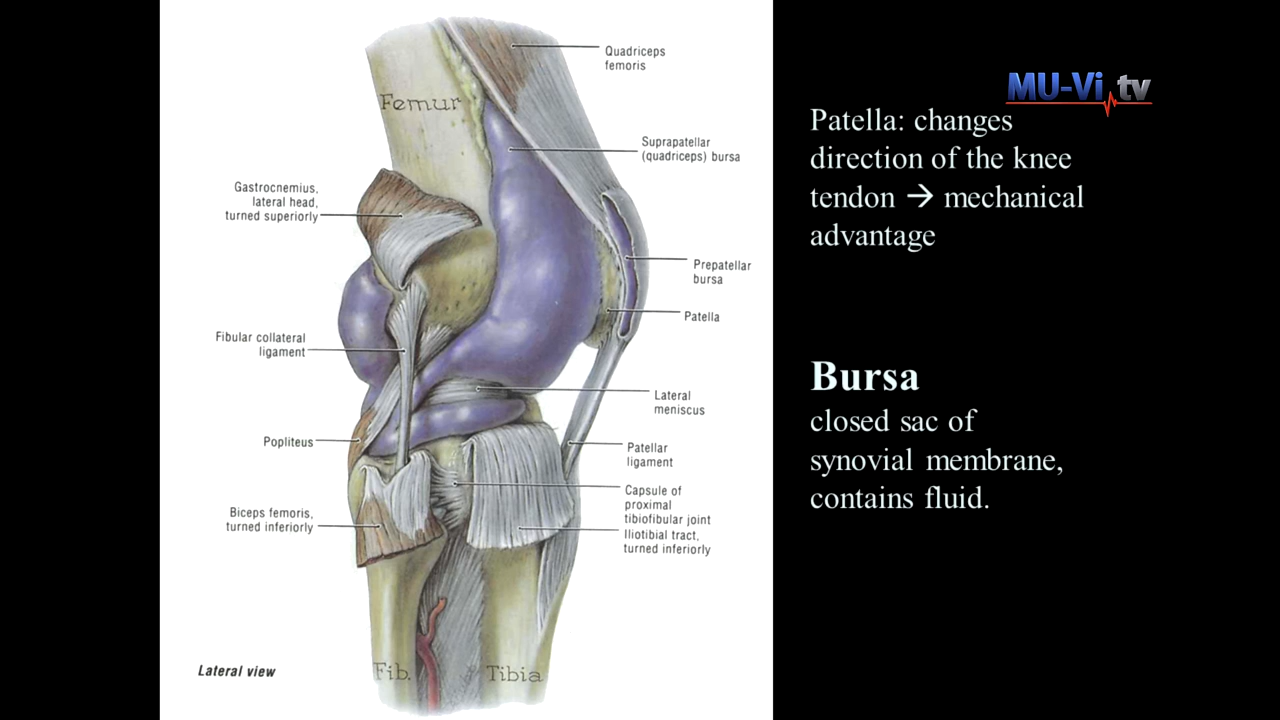 Quadriceps
femoris
Femur
Suprapatellar
(quadriceps) bursa
Gastrocnemius,
lateral head,
turned superiorly
Prepatellar
bursa
Patella
Fibular collateral
ligament
Lateral
meniscus
Popliteus
Patellar
ligament
Capsule of
proximal
tibiofibular joint
Biceps femoris,
turned inferiorly
Iliotibial tract,
turned inferiorly
Lateral view
Fib.
Tibia
MU-Vi tv
Patella: changes
direction of the knee
tendon → mechanical
advantage
Bursa
closed sac of
synovial membrane,
contains fluid.